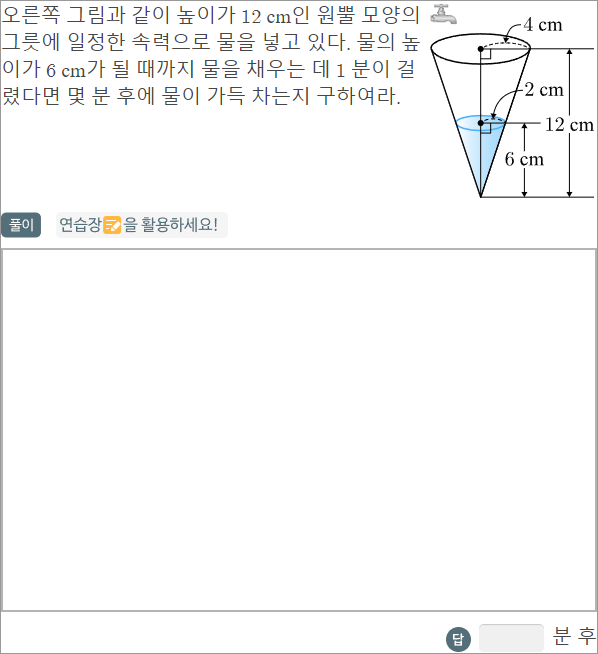 오른쪽 그림과 같이 높이가 12 cm인 원뿔 모양의
그릇에 일정한 속력으로 물을 넣고 있다. 물의 높
이가 6 cm가 될 때까지 물을 채우는 데 1 분이 걸
렸다면 몇 분 후에 물이 가득 차는지 구하여라.
4 cm
2 cm
12 cm
6 cm
풀이 연습장을 활용하세요!
답 분 후